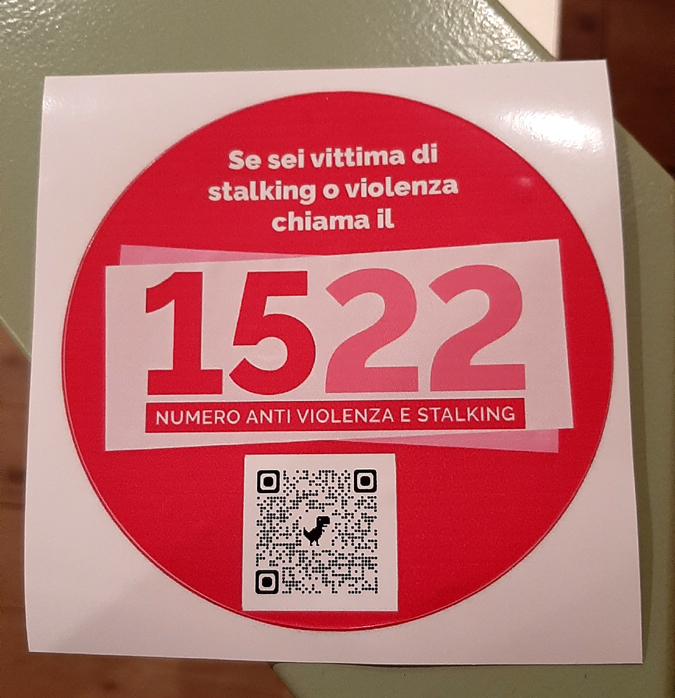 Se sei vittima di
stalking o violenza
chiama il
1522
NUMERO ANTI VIOLENZA E STALKING